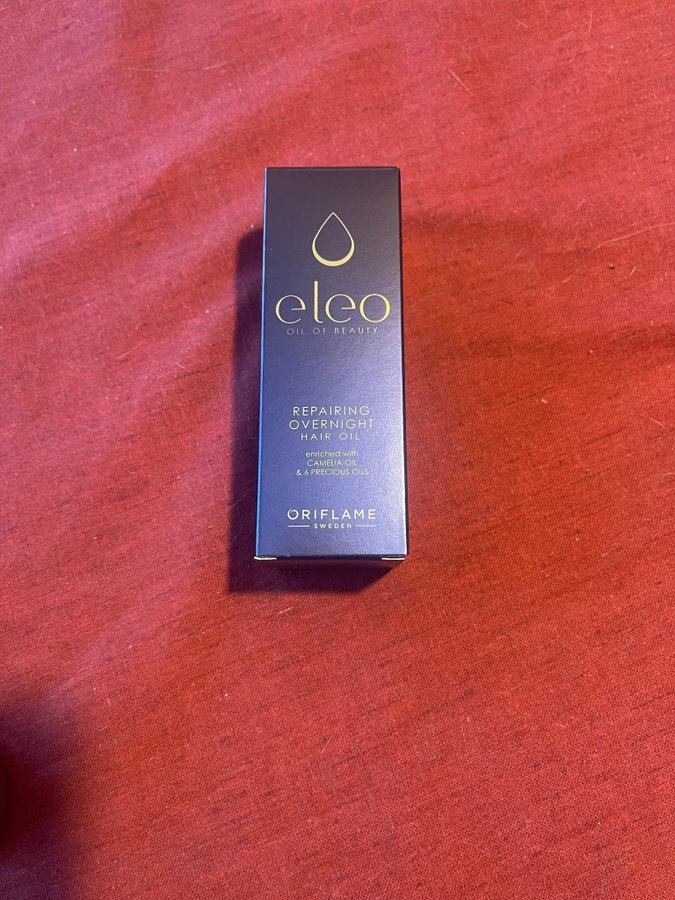 eleo
OIL OF BEAUTY
REPAIRING
OVERNIGHT
HAIR OIL
enriched with
CAMELIA OIL
& 6 PRECIOUS OILS
ORIFLAME
SWEDEN